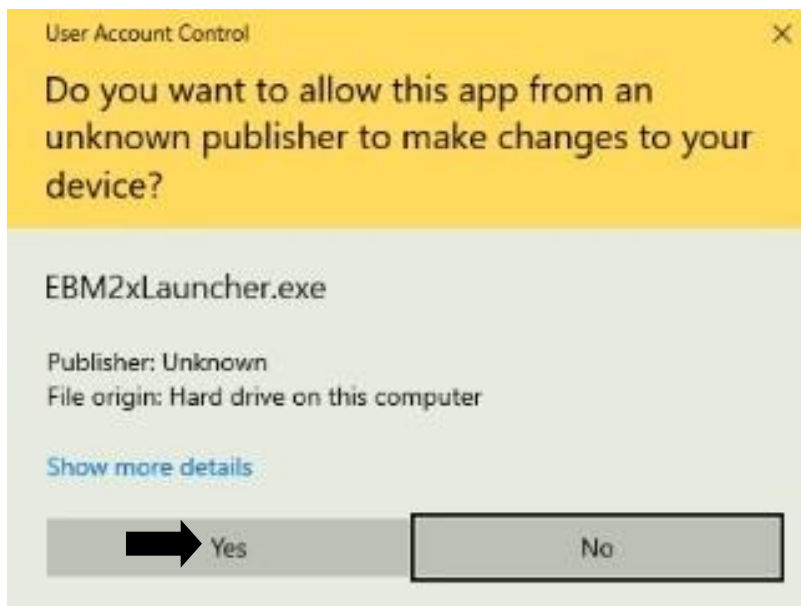 User Account Control
Do you want to allow this app from an
unknown publisher to make changes to your
device?
EBM2xLauncher.exe
Publisher: Unknown
File origin: Hard drive on this computer
Show more details
Yes
No